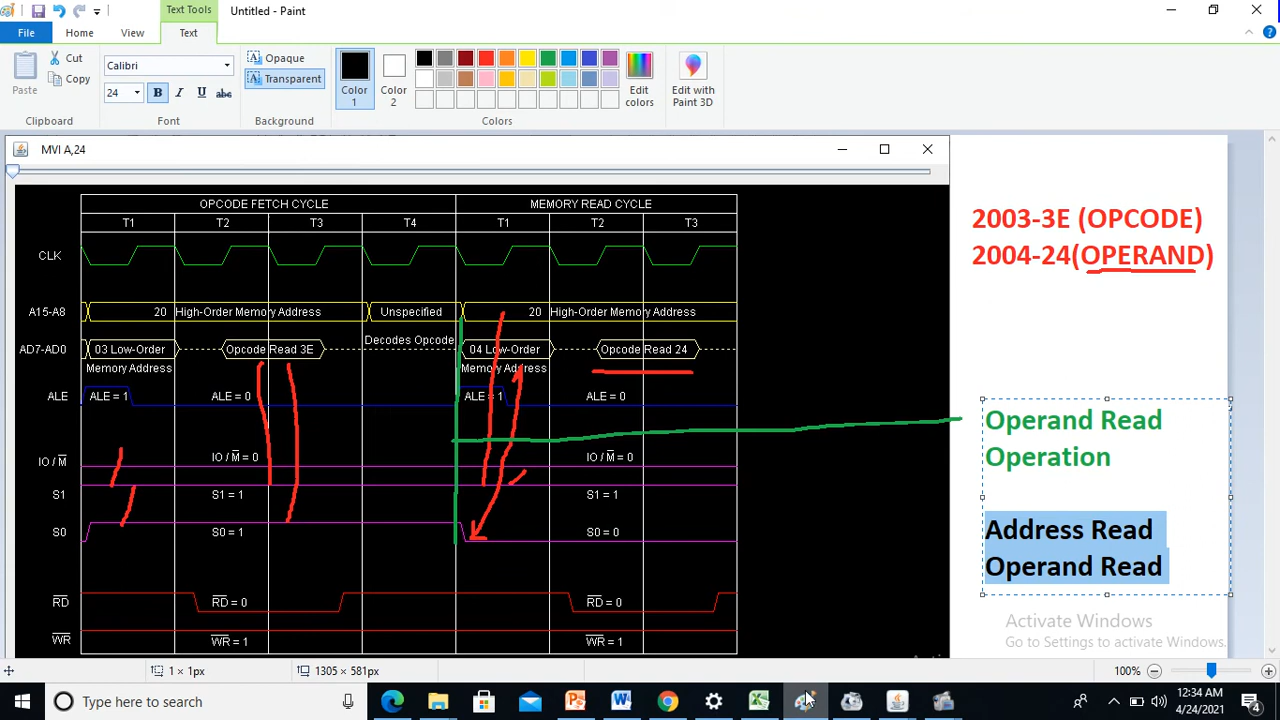 Text Tools
Untitled - Paint
File
Home
View
Text
Paste
Cut
Copy
Clipboard
Calibri
24
B
I
U
abc
Font
Opaque
Transparent
Background
Color
1
Color
2
Edit
colors
Colors
Edit with
Paint 3D
MVI A,24
OPCODE FETCH CYCLE
MEMORY READ CYCLE
T1 T2 T3 T4 T1 T2 T3
CLK
A15-A8
20 High-Order Memory Address
Unspecified
20 High-Order Memory Address
AD7-AD0
03 Low-Order
Memory Address
Opcode Read 3E
Decodes Opcode
04 Low-Order
Memory Address
Opcode Read 24
ALE
ALE = 1
ALE = 0
ALE = 1
ALE = 0
IO / M
IO / M = 0
IO / M = 0
S1
S1 = 1
S1 = 1
S0
S0 = 1
S0 = 0
RD
RD = 0
RD = 0
WR
WR = 1
WR = 1
2003-3E (OPCODE)
2004-24(OPERAND)
Operand Read
Operation
Address Read
Operand Read
Activate Windows
Go to Settings to activate Windows.
1 × 1px
1305 × 581px
100%
Type here to search
12:34 AM
4/24/2021
4